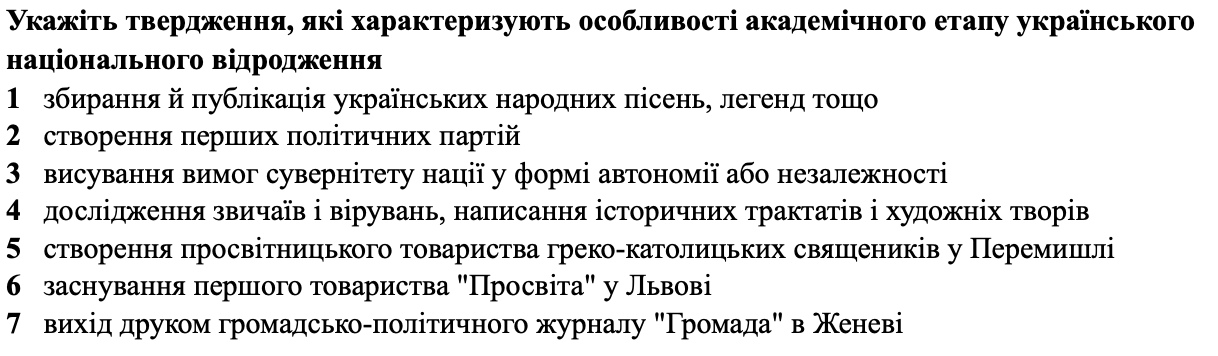 Укажіть твердження, які характеризують особливості академічного етапу українського
національного відродження
1 збирання й публікація українських народних пісень, легенд тощо
2 створення перших політичних партій
3 висування вимог сувернітету нації у формі автономії або незалежності
4 дослідження звичаїв і вірувань, написання історичних трактатів і художніх творів
5 створення просвітницького товариства греко-католицьких священиків у Перемишлі
6 заснування першого товариства "Просвіта" у Львові
7 вихід друком громадсько-політичного журналу "Громада" в Женеві